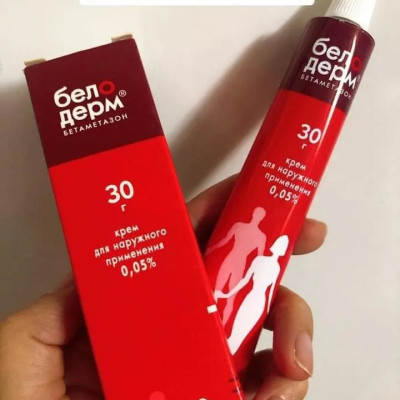 бело
дерм®
БЕТАМЕТАЗОН
30
г
крем
для наружного
применения
0,05%
бело
дерм®
БЕТАМЕТАЗОН
30
г
крем
для наружного
применения
0,05%